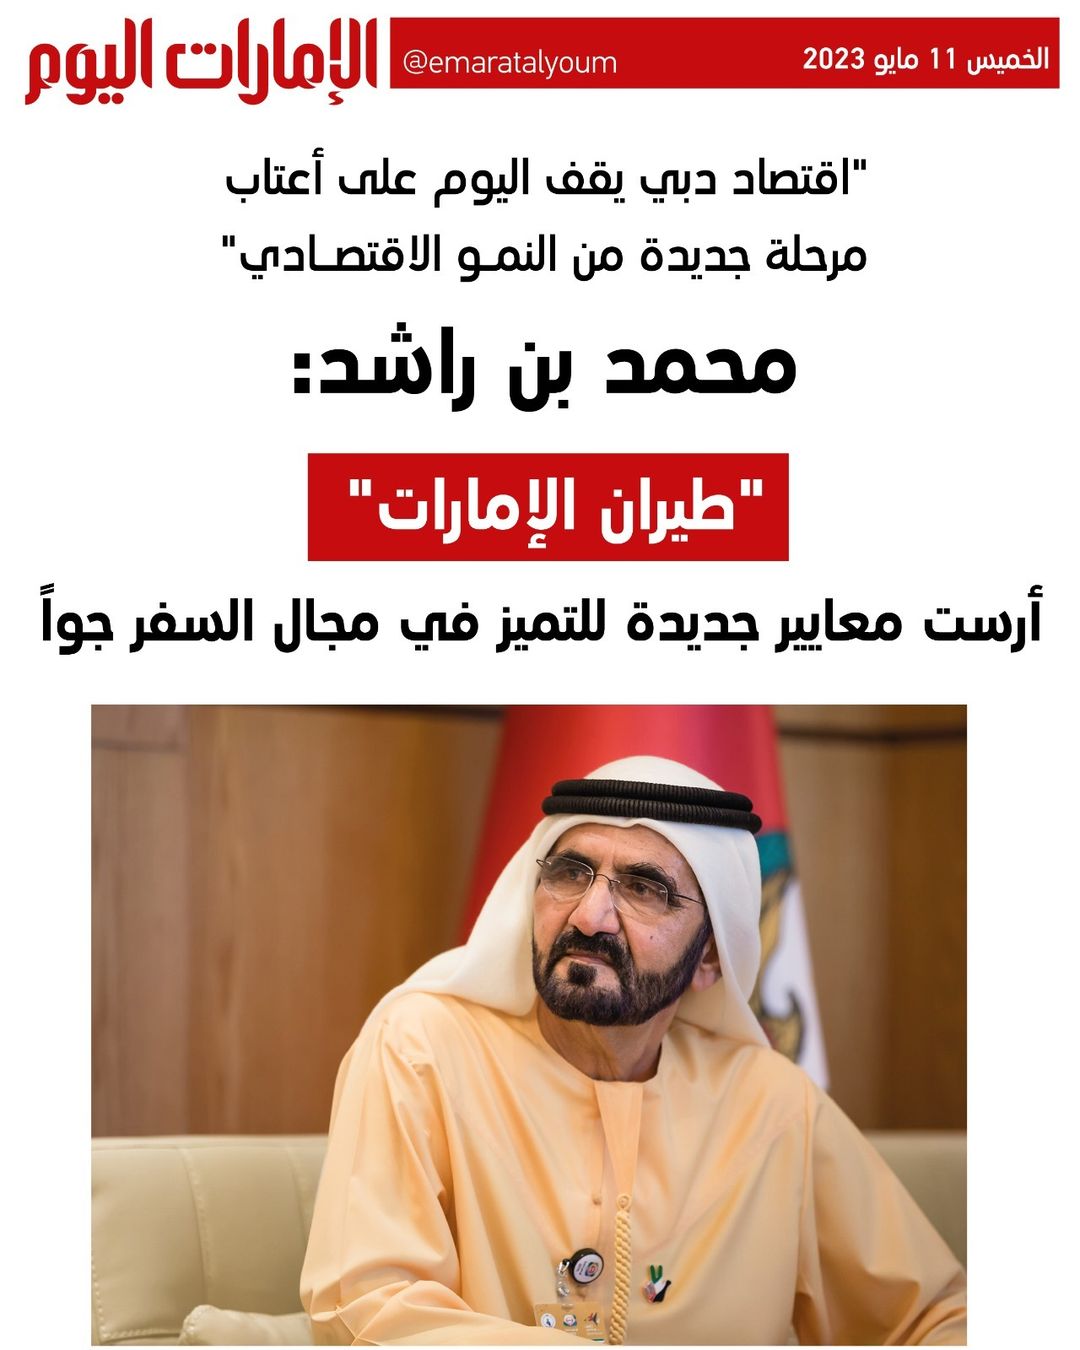 الإمارات اليوم
@emaratalyoum
الخميس 11 مايو 2023
"اقتصاد دبي يقف اليوم على أعتاب
مرحلة جديدة من النمـو الاقتصـادي"
محمد بن راشد:
"طيران الإمارات"
أرست معايير جديدة للتميز في مجال السفر جواً